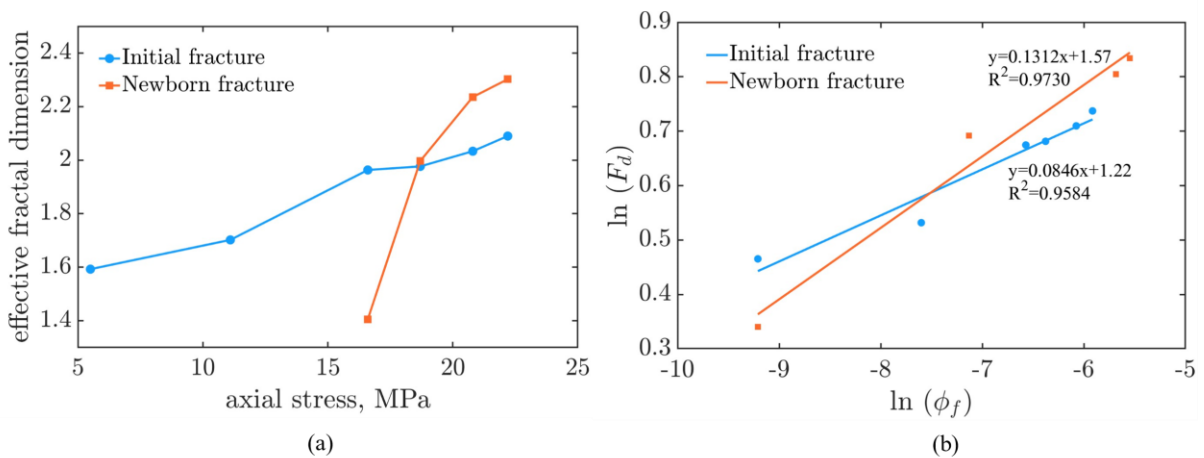 effective fractal dimension
2.4
2.2
2
1.8
1.6
1.4
Initial fracture
Newborn fracture
5
10
15
20
25
axial stress, MPa
(a)
ln (F_d)
0.9
0.8
0.7
0.6
0.5
0.4
0.3
Initial fracture
Newborn fracture
y=0.1312x+1.57
R²=0.9730
y=0.0846x+1.22
R²=0.9584
-10
-9
-8
-7
-6
-5
ln (ϕ_f)
(b)